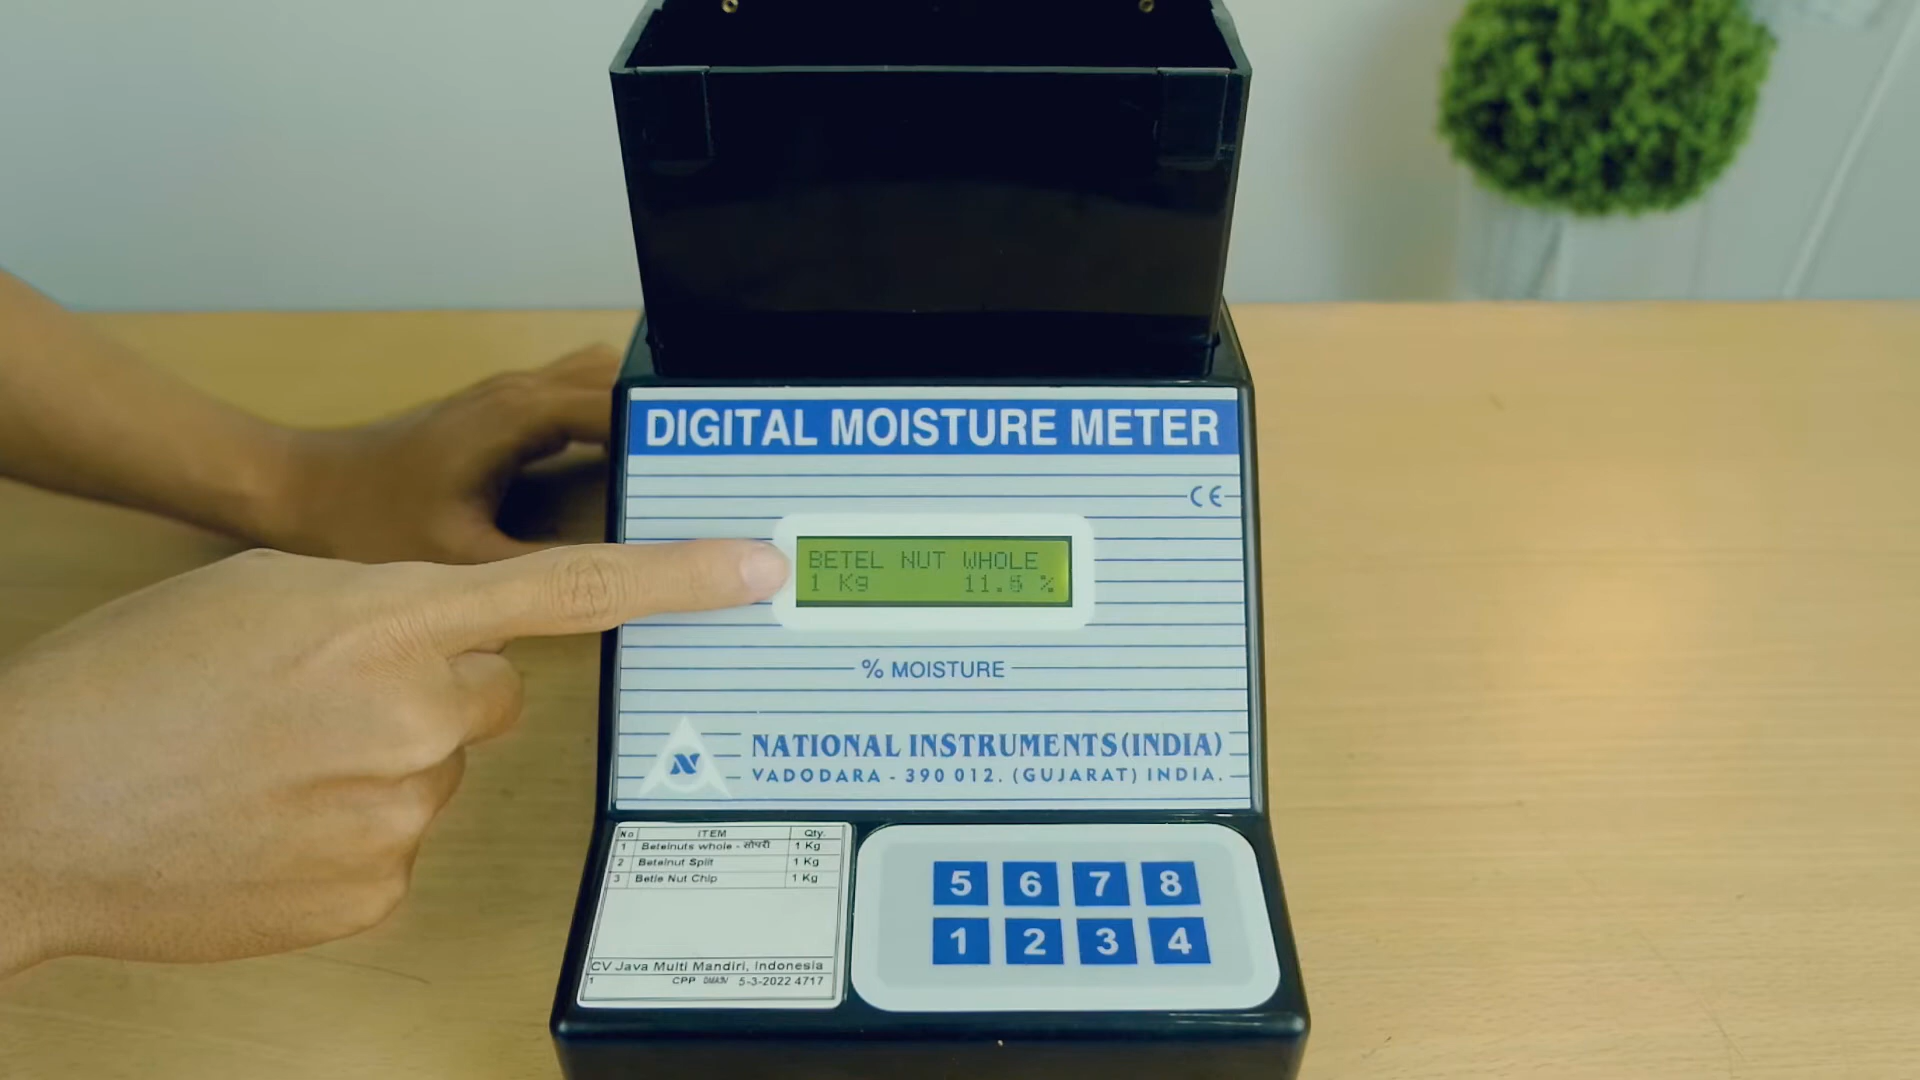 DIGITAL MOISTURE METER
CE
BETEL NUT WHOLE
1 Kg %
% MOISTURE
N
NATIONAL INSTRUMENTS(INDIA)
VADODARA - 390 012. (GUJARAT) INDIA.
No ITEM Qty.
1 Betelnuts whole - सोपरी 1 Kg
2 Betelnut Split 1 Kg
3 Betle Nut Chip 1 Kg
CV Java Multi Mandiri, Indonesia
1 CPP DMA3V 5-3-2022 4717
5 6 7 8
1 2 3 4